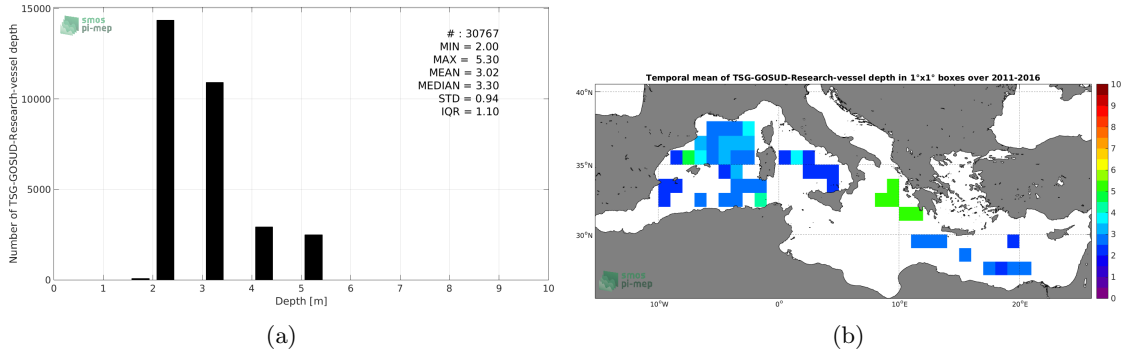 smos
pi-mep
# : 30767
MIN = 2.00
MAX = 5.30
MEAN = 3.02
MEDIAN = 3.30
STD = 0.94
IQR = 1.10
Number of TSG-GOSUD-Research-vessel depth
15000
10000
5000
0
0 1 2 3 4 5 6 7 8 9 10
Depth [m]
(a)
Temporal mean of TSG-GOSUD-Research-vessel depth in 1°x1° boxes over 2011-2016
40°N
35°N
30°N
10°W 0° 10°E 20°E
smos
pi-mep
10
9
8
7
6
5
4
3
2
1
0
(b)